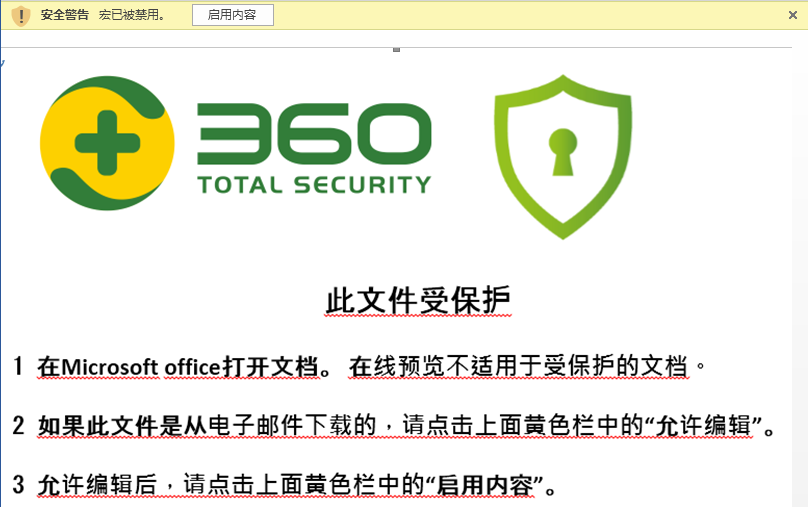 安全警告 宏已被禁用。 启用内容
360
TOTAL SECURITY
此文件受保护
1 在Microsoft office打开文档。 在线预览不适用于受保护的文档。
2 如果此文件是从电子邮件下载的，请点击上面黄色栏中的“允许编辑”。
3 允许编辑后，请点击上面黄色栏中的“启用内容”。